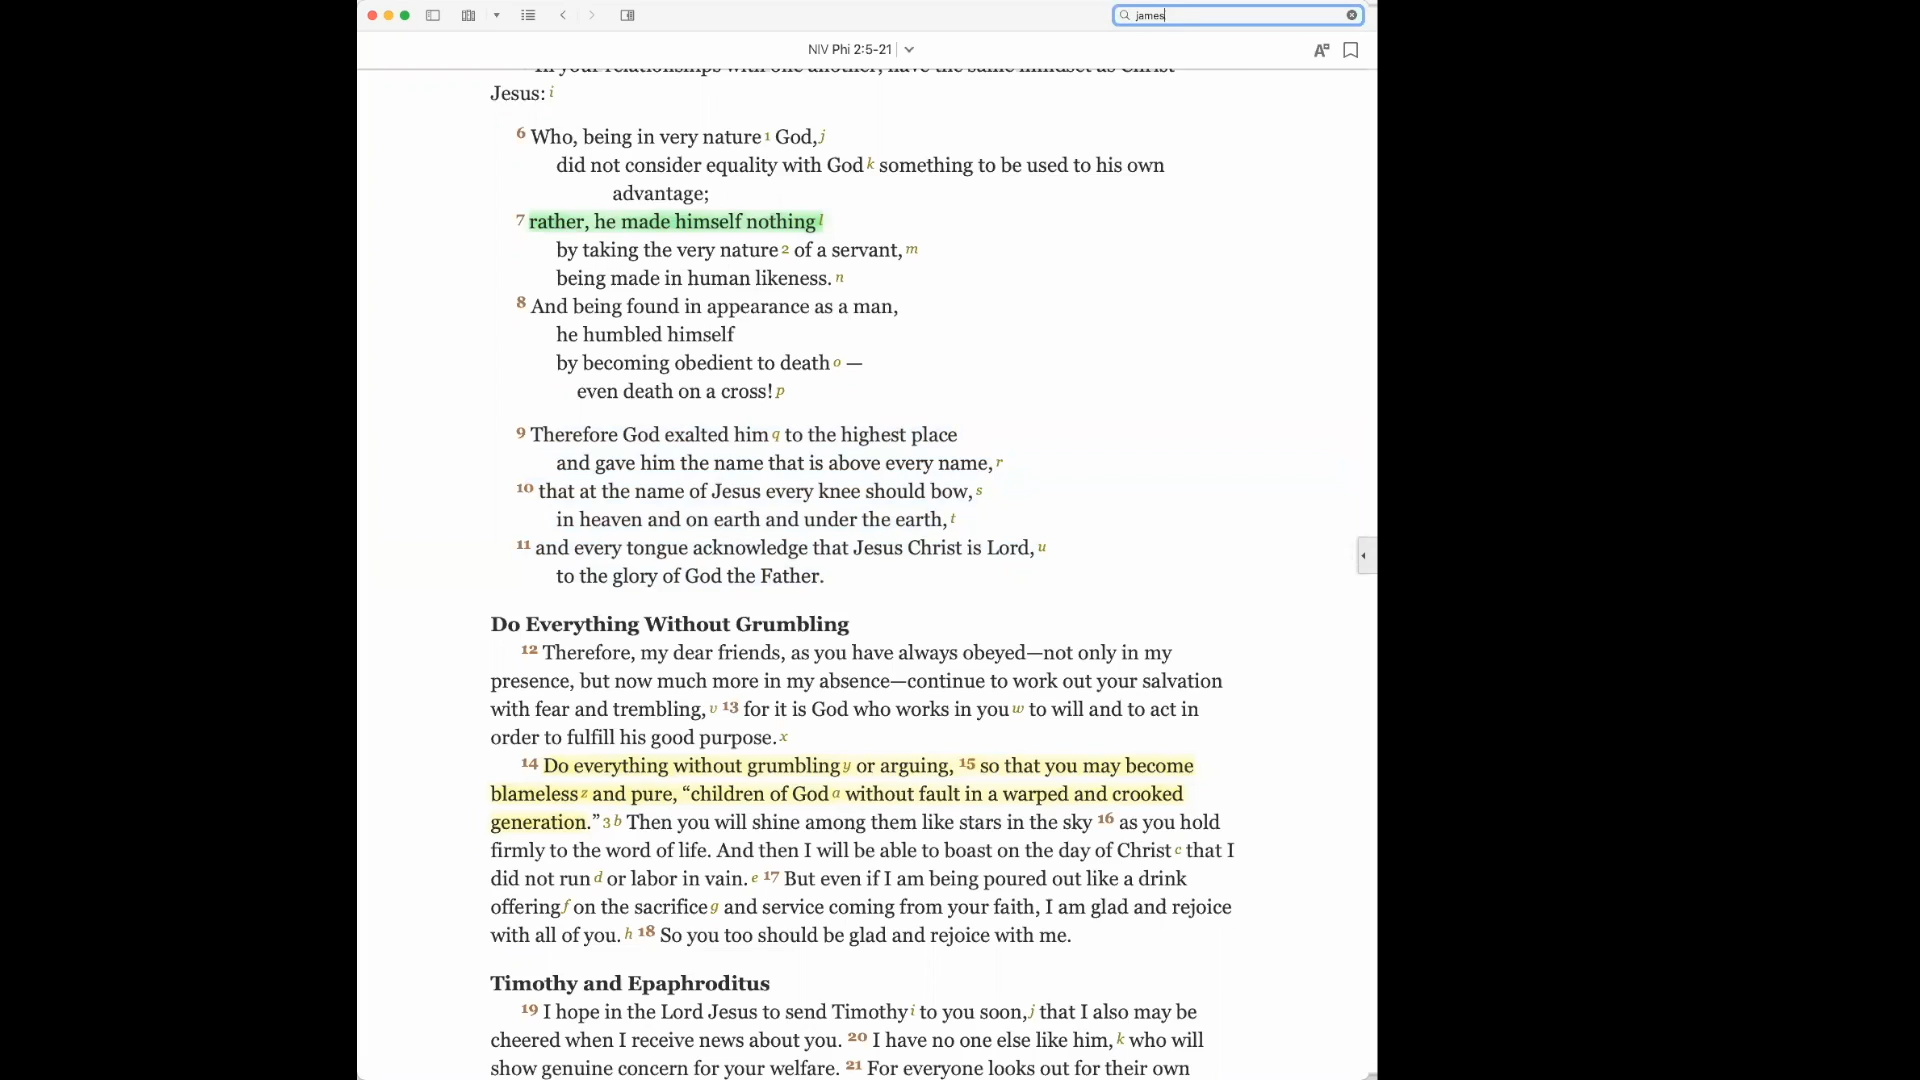 james
NIV Phi 2:5-21
In your relationships with one another, have the same mindset as Christ
Jesus: i
6 Who, being in very nature 1 God, j
did not consider equality with God k something to be used to his own
advantage;
7 rather, he made himself nothing l
by taking the very nature 2 of a servant, m
being made in human likeness. n
8 And being found in appearance as a man,
he humbled himself
by becoming obedient to death o —
even death on a cross! p
9 Therefore God exalted him q to the highest place
and gave him the name that is above every name, r
10 that at the name of Jesus every knee should bow, s
in heaven and on earth and under the earth, t
11 and every tongue acknowledge that Jesus Christ is Lord, u
to the glory of God the Father.
Do Everything Without Grumbling
12 Therefore, my dear friends, as you have always obeyed—not only in my
presence, but now much more in my absence—continue to work out your salvation
with fear and trembling, v 13 for it is God who works in you w to will and to act in
order to fulfill his good purpose. x
14 Do everything without grumbling y or arguing, 15 so that you may become
blameless z and pure, “children of God a without fault in a warped and crooked
generation.” 3 b Then you will shine among them like stars in the sky 16 as you hold
firmly to the word of life. And then I will be able to boast on the day of Christ c that I
did not run d or labor in vain. e 17 But even if I am being poured out like a drink
offering f on the sacrifice g and service coming from your faith, I am glad and rejoice
with all of you. h 18 So you too should be glad and rejoice with me.
Timothy and Epaphroditus
19 I hope in the Lord Jesus to send Timothy i to you soon, j that I also may be
cheered when I receive news about you. 20 I have no one else like him, k who will
show genuine concern for your welfare. 21 For everyone looks out for their own